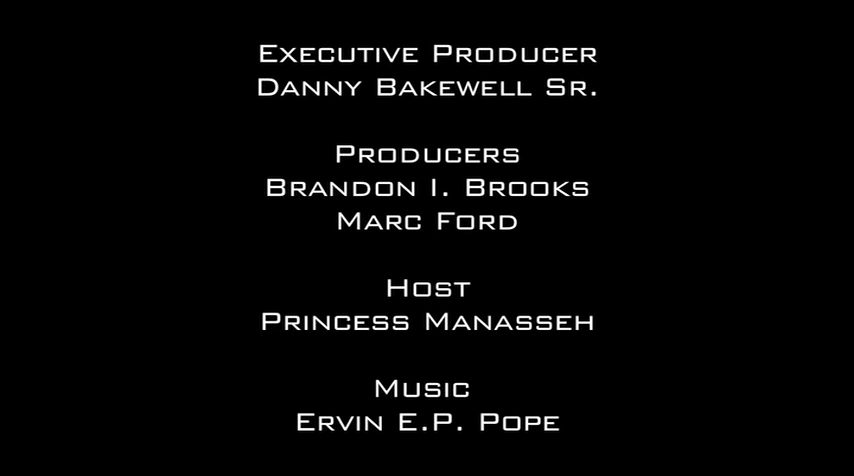 Executive Producer
Danny Bakewell Sr.
Producers
Brandon I. Brooks
Marc Ford
Host
Princess Manasseh
Music
Ervin E.P. Pope